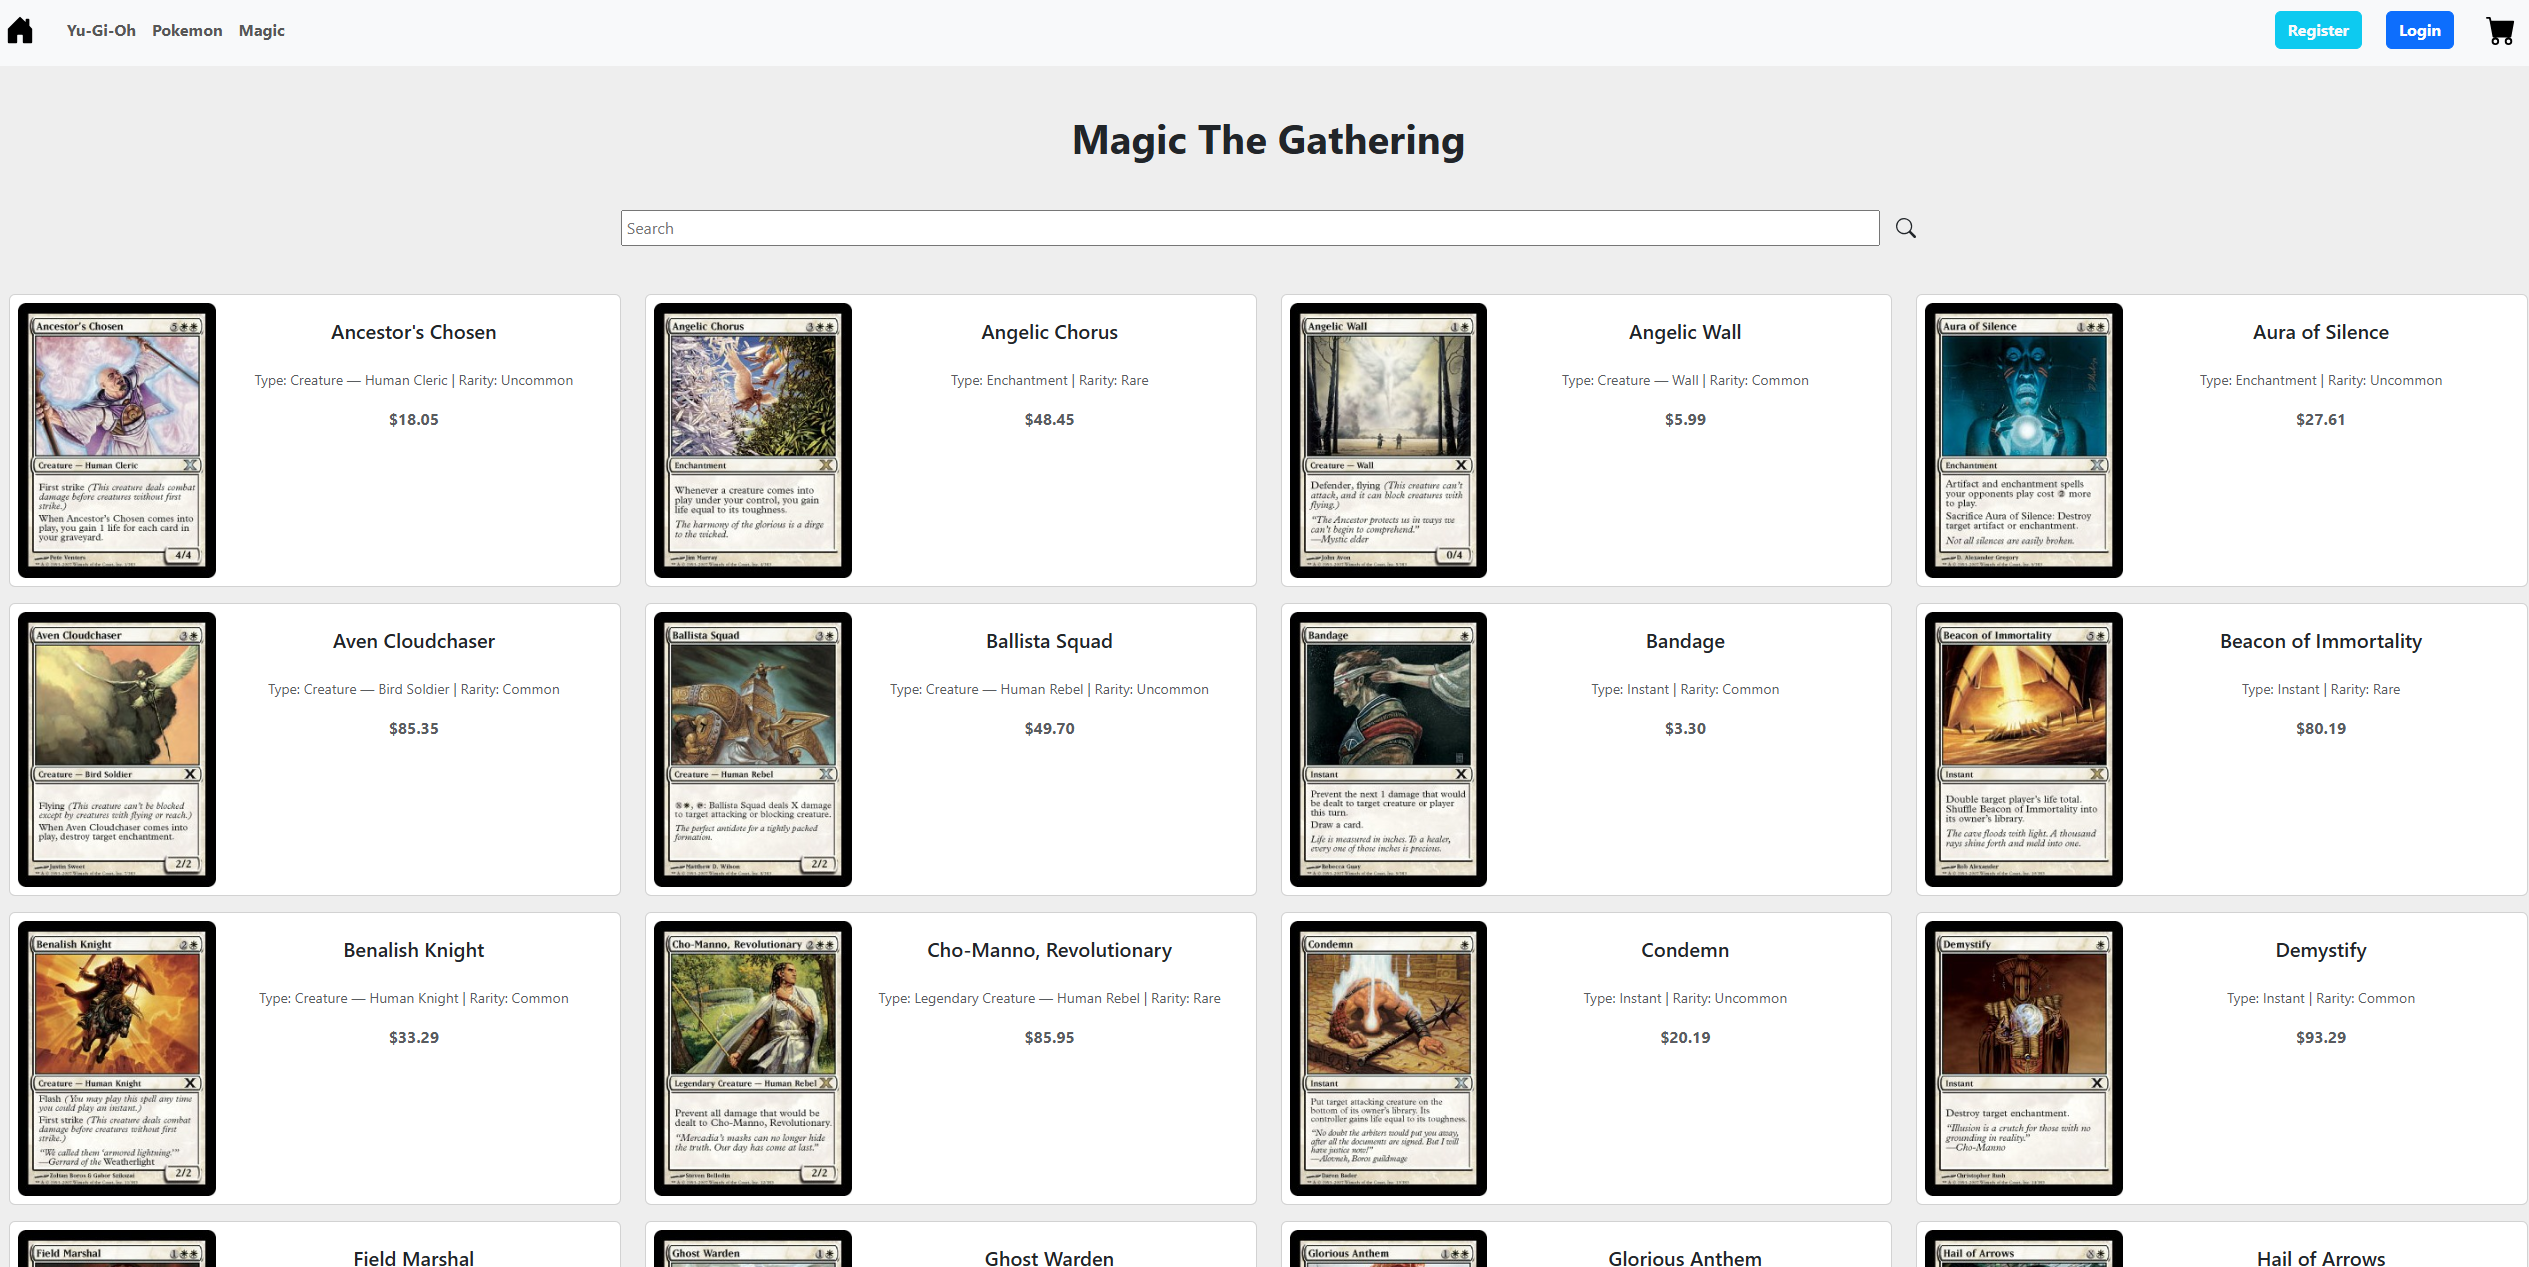 Yu-Gi-Oh Pokemon Magic Register Login
Magic The Gathering
Search
Ancestor's Chosen
Creature — Human Cleric
First strike (This creature deals combat
damage before creatures without first
strike.)
When Ancestor's Chosen comes into
play, you gain 1 life for each card in
your graveyard.
Pete Venters
4/4
Ancestor's Chosen
Type: Creature — Human Cleric | Rarity: Uncommon
$18.05
Angelic Chorus
Enchantment
Whenever a creature comes into
play under your control, you gain
life equal to its toughness.
The harmony of the glorious is a dirge
to the wicked.
Jim Murray
Angelic Chorus
Type: Enchantment | Rarity: Rare
$48.45
Angelic Wall
Creature — Wall
Defender, flying (This creature can't
attack, and it can block creatures with
flying.)
"The Ancestor protects us in ways we
can't begin to comprehend."
—Mystic elder
John Avon
0/4
Angelic Wall
Type: Creature — Wall | Rarity: Common
$5.99
Aura of Silence
Enchantment
Artifact and enchantment spells
your opponents play cost 2 more
to play.
Sacrifice Aura of Silence: Destroy
target artifact or enchantment.
Not all silences are easily broken.
D. Alexander Gregory
Aura of Silence
Type: Enchantment | Rarity: Uncommon
$27.61
Aven Cloudchaser
Creature — Bird Soldier
Flying (This creature can't be blocked
except by creatures with flying or reach.)
When Aven Cloudchaser comes into
play, destroy target enchantment.
Justin Sweet
2/2
Aven Cloudchaser
Type: Creature — Bird Soldier | Rarity: Common
$85.35
Ballista Squad
Creature — Human Rebel
: Ballista Squad deals X damage
to target attacking or blocking creature.
The perfect antidote for a tightly packed
formation.
Matthew D. Wilson
2/2
Ballista Squad
Type: Creature — Human Rebel | Rarity: Uncommon
$49.70
Bandage
Instant
Prevent the next 1 damage that would
be dealt to target creature or player
this turn.
Draw a card.
Life is measured in inches. To a healer,
every one of those inches is precious.
Rebecca Guay
Bandage
Type: Instant | Rarity: Common
$3.30
Beacon of Immortality
Instant
Double target player's life total.
Shuffle Beacon of Immortality into
its owner's library.
The cave floods with light. A thousand
rays shine forth and meld into one.
Rob Alexander
Beacon of Immortality
Type: Instant | Rarity: Rare
$80.19
Benalish Knight
Creature — Human Knight
Flash (You may play this spell any time
you could play an instant.)
First strike (This creature deals combat
damage before creatures without first
strike.)
"We called them 'armored lightning.'"
—Gerrard of the Weatherlight
Zoltan Boros & Gabor Szikszai
2/2
Benalish Knight
Type: Creature — Human Knight | Rarity: Common
$33.29
Cho-Manno, Revolutionary
Legendary Creature — Human Rebel
Prevent all damage that would be
dealt to Cho-Manno, Revolutionary.
"Mercadia's masks can no longer hide
the truth. Our day has come at last."
Steven Belledin
2/2
Cho-Manno, Revolutionary
Type: Legendary Creature — Human Rebel | Rarity: Rare
$85.95
Condemn
Instant
Put target attacking creature on the
bottom of its owner's library. Its
controller gains life equal to its toughness.
"No doubt the arbiters would put you away,
after all the documents are signed. But I will
have justice now!"
—Alovnek, Boros guildmage
Daren Bader
Condemn
Type: Instant | Rarity: Uncommon
$20.19
Demystify
Instant
Destroy target enchantment.
"Illusion is a crutch for those with no
grounding in reality."
—Cho-Manno
Christopher Rush
Demystify
Type: Instant | Rarity: Common
$93.29
Field Marshal
Field Marshal
Ghost Warden
Ghost Warden
Glorious Anthem
Glorious Anthem
Hail of Arrows
Hail of Arrows